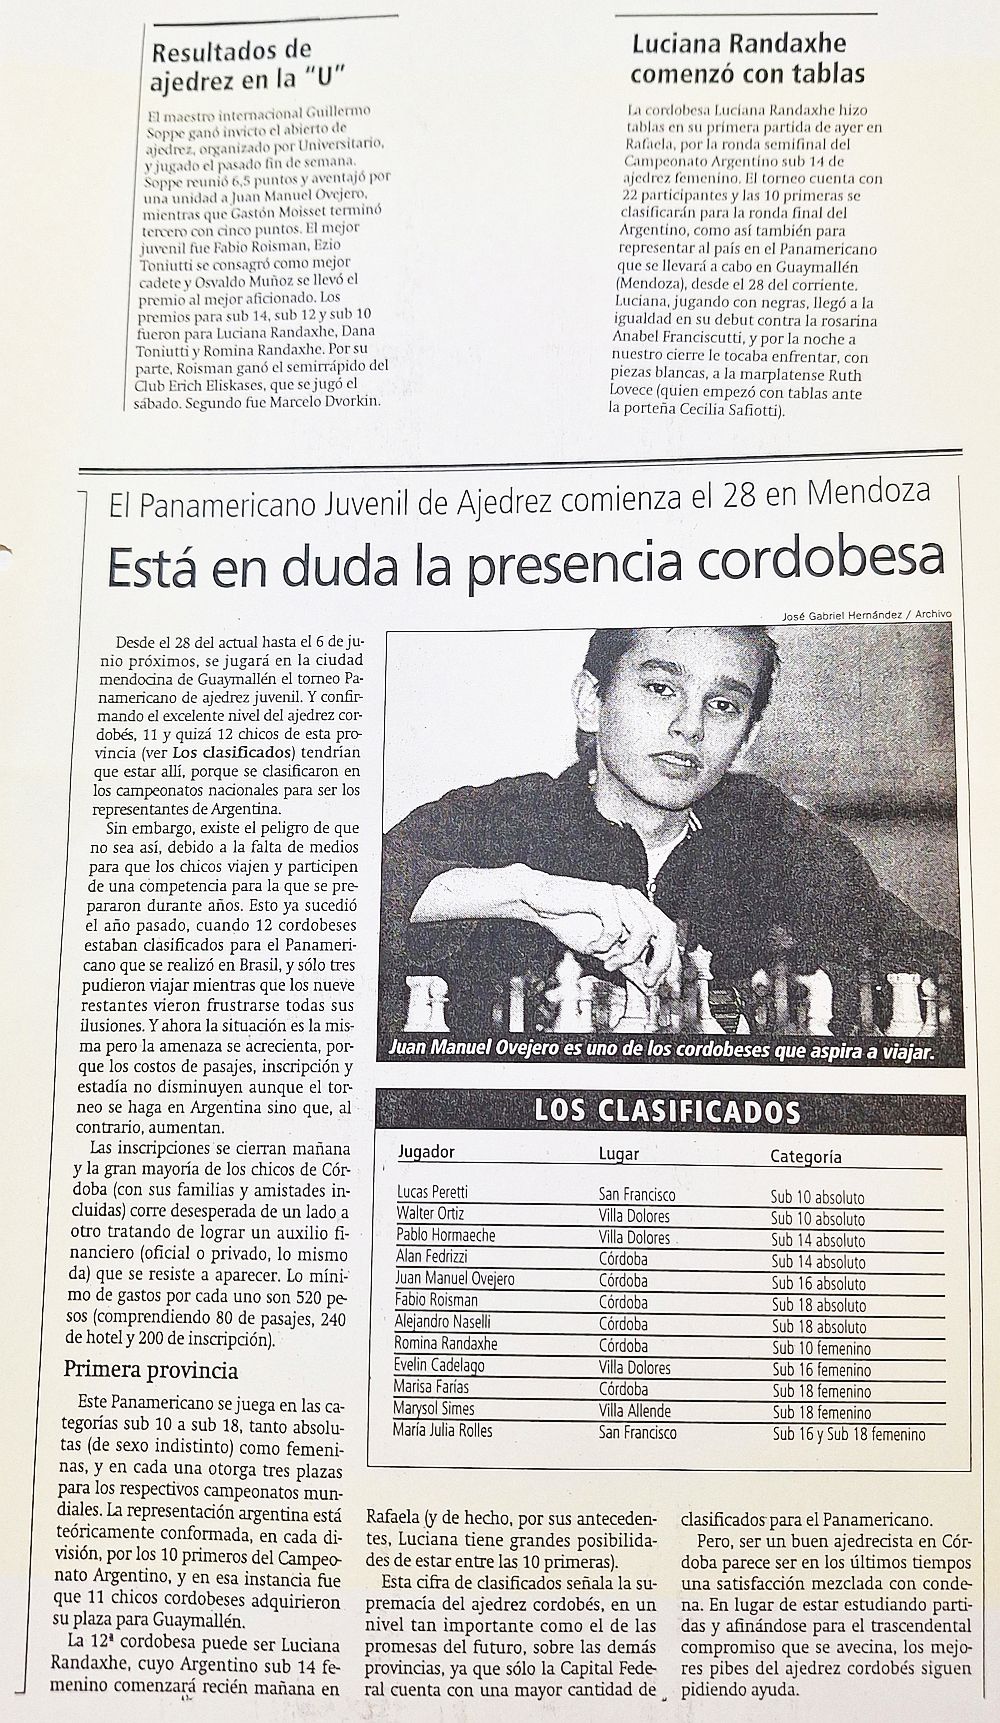 Resultados de
ajedrez en la "U"
El maestro internacional Guillermo
Soppe ganó invicto el abierto de
ajedrez, organizado por Universitario,
y jugado el pasado fin de semana.
Soppe reunió 6,5 puntos y aventajó por
una unidad a Juan Manuel Ovejero,
mientras que Gastón Moisset terminó
tercero con cinco puntos. El mejor
juvenil fue Fabio Roisman, Ezio
Toniutti se consagró como mejor
cadete y Osvaldo Muñoz se llevó el
premio al mejor aficionado. Los
premios para sub 14, sub 12 y sub 10
fueron para Luciana Randaxhe, Dana
Toniutti y Romina Randaxhe. Por su
parte, Roisman ganó el semirrápido del
Club Erich Eliskases, que se jugó el
sábado. Segundo fue Marcelo Dvorkin.
Luciana Randaxhe
comenzó con tablas
La cordobesa Luciana Randaxhe hizo
tablas en su primera partida de ayer en
Rafaela, por la ronda semifinal del
Campeonato Argentino sub 14 de
ajedrez femenino. El torneo cuenta con
22 participantes y las 10 primeras se
clasificarán para la ronda final del
Argentino, como así también para
representar al país en el Panamericano
que se llevará a cabo en Guaymallén
(Mendoza), desde el 28 del corriente.
Luciana, jugando con negras, llegó a la
igualdad en su debut contra la rosarina
Anabel Franciscutti, y por la noche a
nuestro cierre le tocaba enfrentar, con
piezas blancas, a la marplatense Ruth
Lovece (quien empezó con tablas ante
la porteña Cecilia Safiotti).
El Panamericano Juvenil de Ajedrez comienza el 28 en Mendoza
Está en duda la presencia cordobesa
José Gabriel Hernández / Archivo
Desde el 28 del actual hasta el 6 de ju-
nio próximos, se jugará en la ciudad
mendocina de Guaymallén el torneo Pa-
namericano de ajedrez juvenil. Y confir-
mando el excelente nivel del ajedrez cor-
dobés, 11 y quizá 12 chicos de esta pro-
vincia (ver Los clasificados) tendrían
que estar allí, porque se clasificaron en
los campeonatos nacionales para ser los
representantes de Argentina.
Sin embargo, existe el peligro de que
no sea así, debido a la falta de medios
para que los chicos viajen y participen
de una competencia para la que se pre-
pararon durante años. Esto ya sucedió
el año pasado, cuando 12 cordobeses
estaban clasificados para el Panameri-
cano que se realizó en Brasil, y sólo tres
pudieron viajar mientras que los nueve
restantes vieron frustrarse todas sus
ilusiones. Y ahora la situación es la mis-
ma pero la amenaza se acrecienta, por-
que los costos de pasajes, inscripción y
estadía no disminuyen aunque el tor-
neo se haga en Argentina sino que, al
contrario, aumentan.
Las inscripciones se cierran mañana
y la gran mayoría de los chicos de Cór-
doba (con sus familias y amistades in-
cluidas) corre desesperada de un lado a
otro tratando de lograr un auxilio fi-
nanciero (oficial o privado, lo mismo
da) que se resiste a aparecer. Lo míni-
mo de gastos por cada uno son 520 pe-
sos (comprendiendo 80 de pasajes, 240
de hotel y 200 de inscripción).
Primera provincia
Este Panamericano se juega en las ca-
tegorías sub 10 a sub 18, tanto absolu-
tas (de sexo indistinto) como femeni-
nas, y en cada una otorga tres plazas
para los respectivos campeonatos mun-
diales. La representación argentina está
teóricamente conformada, en cada di-
visión, por los 10 primeros del Campeo-
nato Argentino, y en esa instancia fue
que 11 chicos cordobeses adquirieron
su plaza para Guaymallén.
La 12ª cordobesa puede ser Luciana
Randaxhe, cuyo Argentino sub 14 fe-
menino comenzará recién mañana en
Juan Manuel Ovejero es uno de los cordobeses que aspira a viajar.
LOS CLASIFICADOS
Jugador Lugar Categoría
Lucas Peretti San Francisco Sub 10 absoluto
Walter Ortiz Villa Dolores Sub 10 absoluto
Pablo Hormaeche Villa Dolores Sub 14 absoluto
Alan Fedrizzi Córdoba Sub 14 absoluto
Juan Manuel Ovejero Córdoba Sub 16 absoluto
Fabio Roisman Córdoba Sub 18 absoluto
Alejandro Naselli Córdoba Sub 18 absoluto
Romina Randaxhe Córdoba Sub 10 femenino
Evelin Cadelago Villa Dolores Sub 16 femenino
Marisa Farías Córdoba Sub 18 femenino
Marysol Simes Villa Allende Sub 18 femenino
María Julia Rolles San Francisco Sub 16 y Sub 18 femenino
Rafaela (y de hecho, por sus anteceden-
tes, Luciana tiene grandes posibilida-
des de estar entre las 10 primeras).
Esta cifra de clasificados señala la su-
premacía del ajedrez cordobés, en un
nivel tan importante como el de las
promesas del futuro, sobre las demás
provincias, ya que sólo la Capital Fede-
ral cuenta con una mayor cantidad de
clasificados para el Panamericano.
Pero, ser un buen ajedrecista en Cór-
doba parece ser en los últimos tiempos
una satisfacción mezclada con conde-
na. En lugar de estar estudiando parti-
das y afinándose para el trascendental
compromiso que se avecina, los mejo-
res pibes del ajedrez cordobés siguen
pidiendo ayuda.